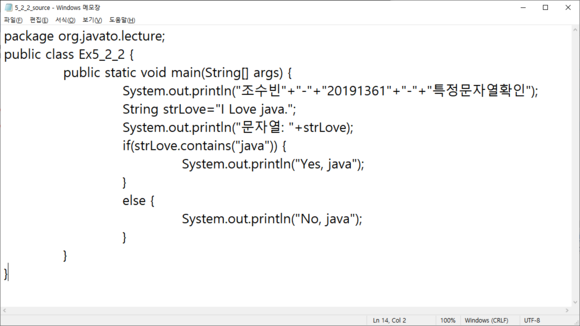 5_2_2_source - Windows 메모장
파일(F) 편집(E) 서식(O) 보기(V) 도움말(H)
package org.javato.lecture;
public class Ex5_2_2 {
public static void main(String[] args) {
System.out.println("조수빈"+"-"+"20191361"+"-"+"특정문자열확인");
String strLove="I Love java.";
System.out.println("문자열: "+strLove);
if(strLove.contains("java")) {
System.out.println("Yes, java");
}
else {
System.out.println("No, java");
}
}
}
Ln 14, Col 2 100% Windows (CRLF) UTF-8